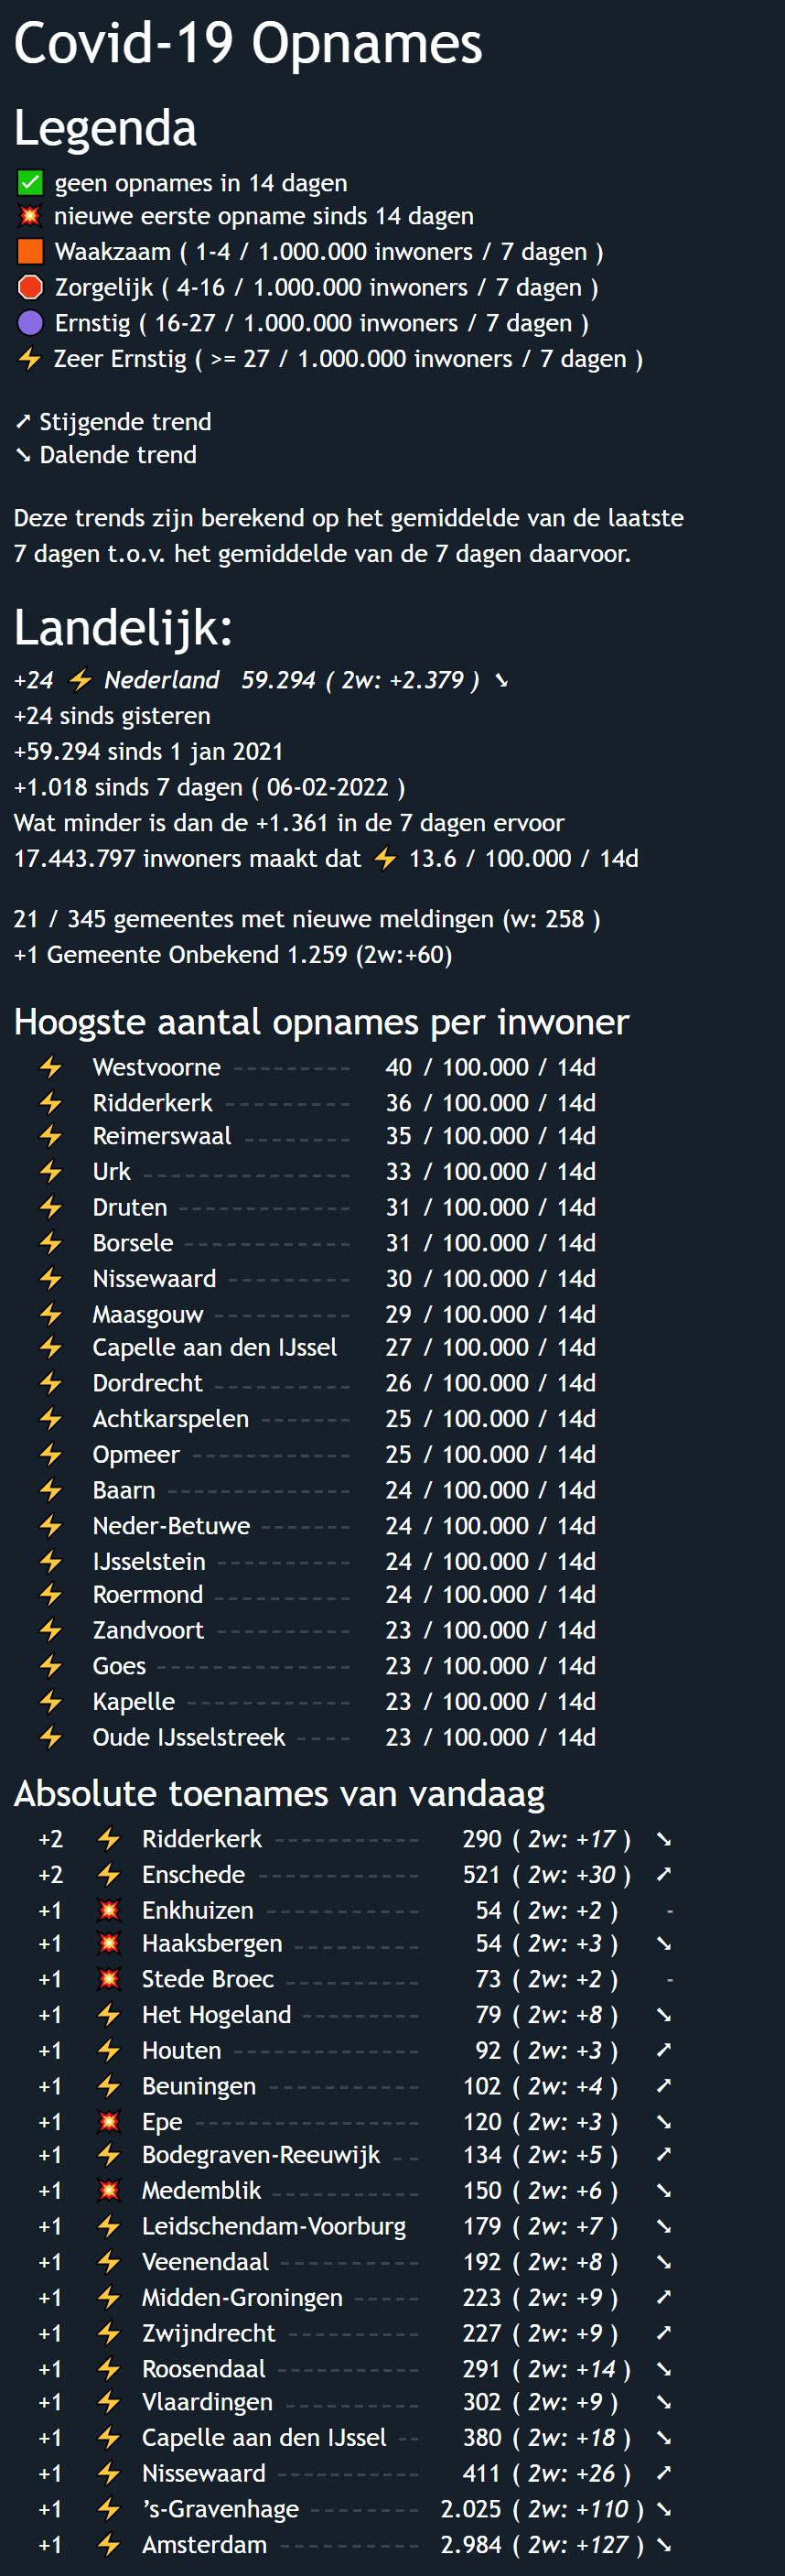 Covid-19 Opnames
Legenda
✅ geen opnames in 14 dagen
💥 nieuwe eerste opname sinds 14 dagen
🟧 Waakzaam ( 1-4 / 1.000.000 inwoners / 7 dagen )
🛑 Zorgelijk ( 4-16 / 1.000.000 inwoners / 7 dagen )
🟣 Ernstig ( 16-27 / 1.000.000 inwoners / 7 dagen )
⚡ Zeer Ernstig ( >= 27 / 1.000.000 inwoners / 7 dagen )
➚ Stijgende trend
➘ Dalende trend
Deze trends zijn berekend op het gemiddelde van de laatste
7 dagen t.o.v. het gemiddelde van de 7 dagen daarvoor.
Landelijk:
+24 ⚡ Nederland 59.294 ( 2w: +2.379 ) ➘
+24 sinds gisteren
+59.294 sinds 1 jan 2021
+1.018 sinds 7 dagen ( 06-02-2022 )
Wat minder is dan de +1.361 in de 7 dagen ervoor
17.443.797 inwoners maakt dat ⚡ 13.6 / 100.000 / 14d
21 / 345 gemeentes met nieuwe meldingen (w: 258 )
+1 Gemeente Onbekend 1.259 (2w:+60)
Hoogste aantal opnames per inwoner
⚡ Westvoorne 40 / 100.000 / 14d
⚡ Ridderkerk 36 / 100.000 / 14d
⚡ Reimerswaal 35 / 100.000 / 14d
⚡ Urk 33 / 100.000 / 14d
⚡ Druten 31 / 100.000 / 14d
⚡ Borsele 31 / 100.000 / 14d
⚡ Nissewaard 30 / 100.000 / 14d
⚡ Maasgouw 29 / 100.000 / 14d
⚡ Capelle aan den IJssel 27 / 100.000 / 14d
⚡ Dordrecht 26 / 100.000 / 14d
⚡ Achtkarspelen 25 / 100.000 / 14d
⚡ Opmeer 25 / 100.000 / 14d
⚡ Baarn 24 / 100.000 / 14d
⚡ Neder-Betuwe 24 / 100.000 / 14d
⚡ IJsselstein 24 / 100.000 / 14d
⚡ Roermond 24 / 100.000 / 14d
⚡ Zandvoort 23 / 100.000 / 14d
⚡ Goes 23 / 100.000 / 14d
⚡ Kapelle 23 / 100.000 / 14d
⚡ Oude IJsselstreek 23 / 100.000 / 14d
Absolute toenames van vandaag
+2 ⚡ Ridderkerk 290 ( 2w: +17 ) ➘
+2 ⚡ Enschede 521 ( 2w: +30 ) ➚
+1 💥 Enkhuizen 54 ( 2w: +2 ) -
+1 💥 Haaksbergen 54 ( 2w: +3 ) ➘
+1 💥 Stede Broec 73 ( 2w: +2 ) -
+1 ⚡ Het Hogeland 79 ( 2w: +8 ) ➘
+1 ⚡ Houten 92 ( 2w: +3 ) ➚
+1 ⚡ Beuningen 102 ( 2w: +4 ) ➚
+1 💥 Epe 120 ( 2w: +3 ) ➘
+1 ⚡ Bodegraven-Reeuwijk 134 ( 2w: +5 ) ➚
+1 💥 Medemblik 150 ( 2w: +6 ) ➘
+1 ⚡ Leidschendam-Voorburg 179 ( 2w: +7 ) ➘
+1 ⚡ Veenendaal 192 ( 2w: +8 ) ➘
+1 ⚡ Midden-Groningen 223 ( 2w: +9 ) ➚
+1 ⚡ Zwijndrecht 227 ( 2w: +9 ) ➚
+1 ⚡ Roosendaal 291 ( 2w: +14 ) ➘
+1 ⚡ Vlaardingen 302 ( 2w: +9 ) ➘
+1 ⚡ Capelle aan den IJssel 380 ( 2w: +18 ) ➘
+1 ⚡ Nissewaard 411 ( 2w: +26 ) ➚
+1 ⚡ ’s-Gravenhage 2.025 ( 2w: +110 ) ➘
+1 ⚡ Amsterdam 2.984 ( 2w: +127 ) ➘